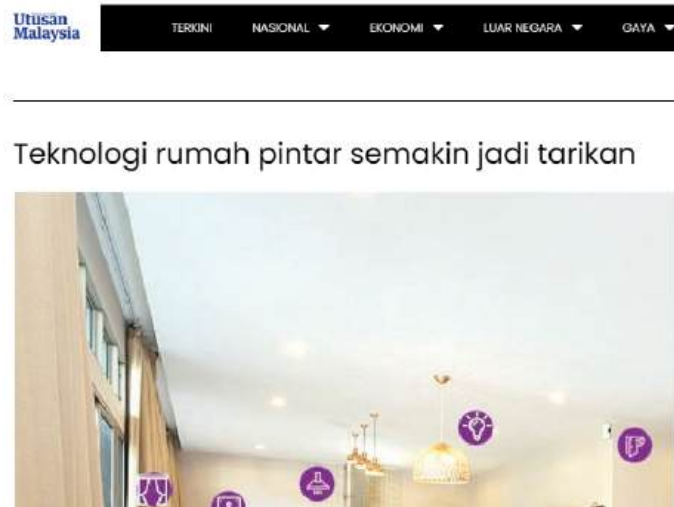 Utusan
Malaysia
TERKINI
NASIONAL
EKONOMI
LUAR NEGARA
GAYA
Teknologi rumah pintar semakin jadi tarikan